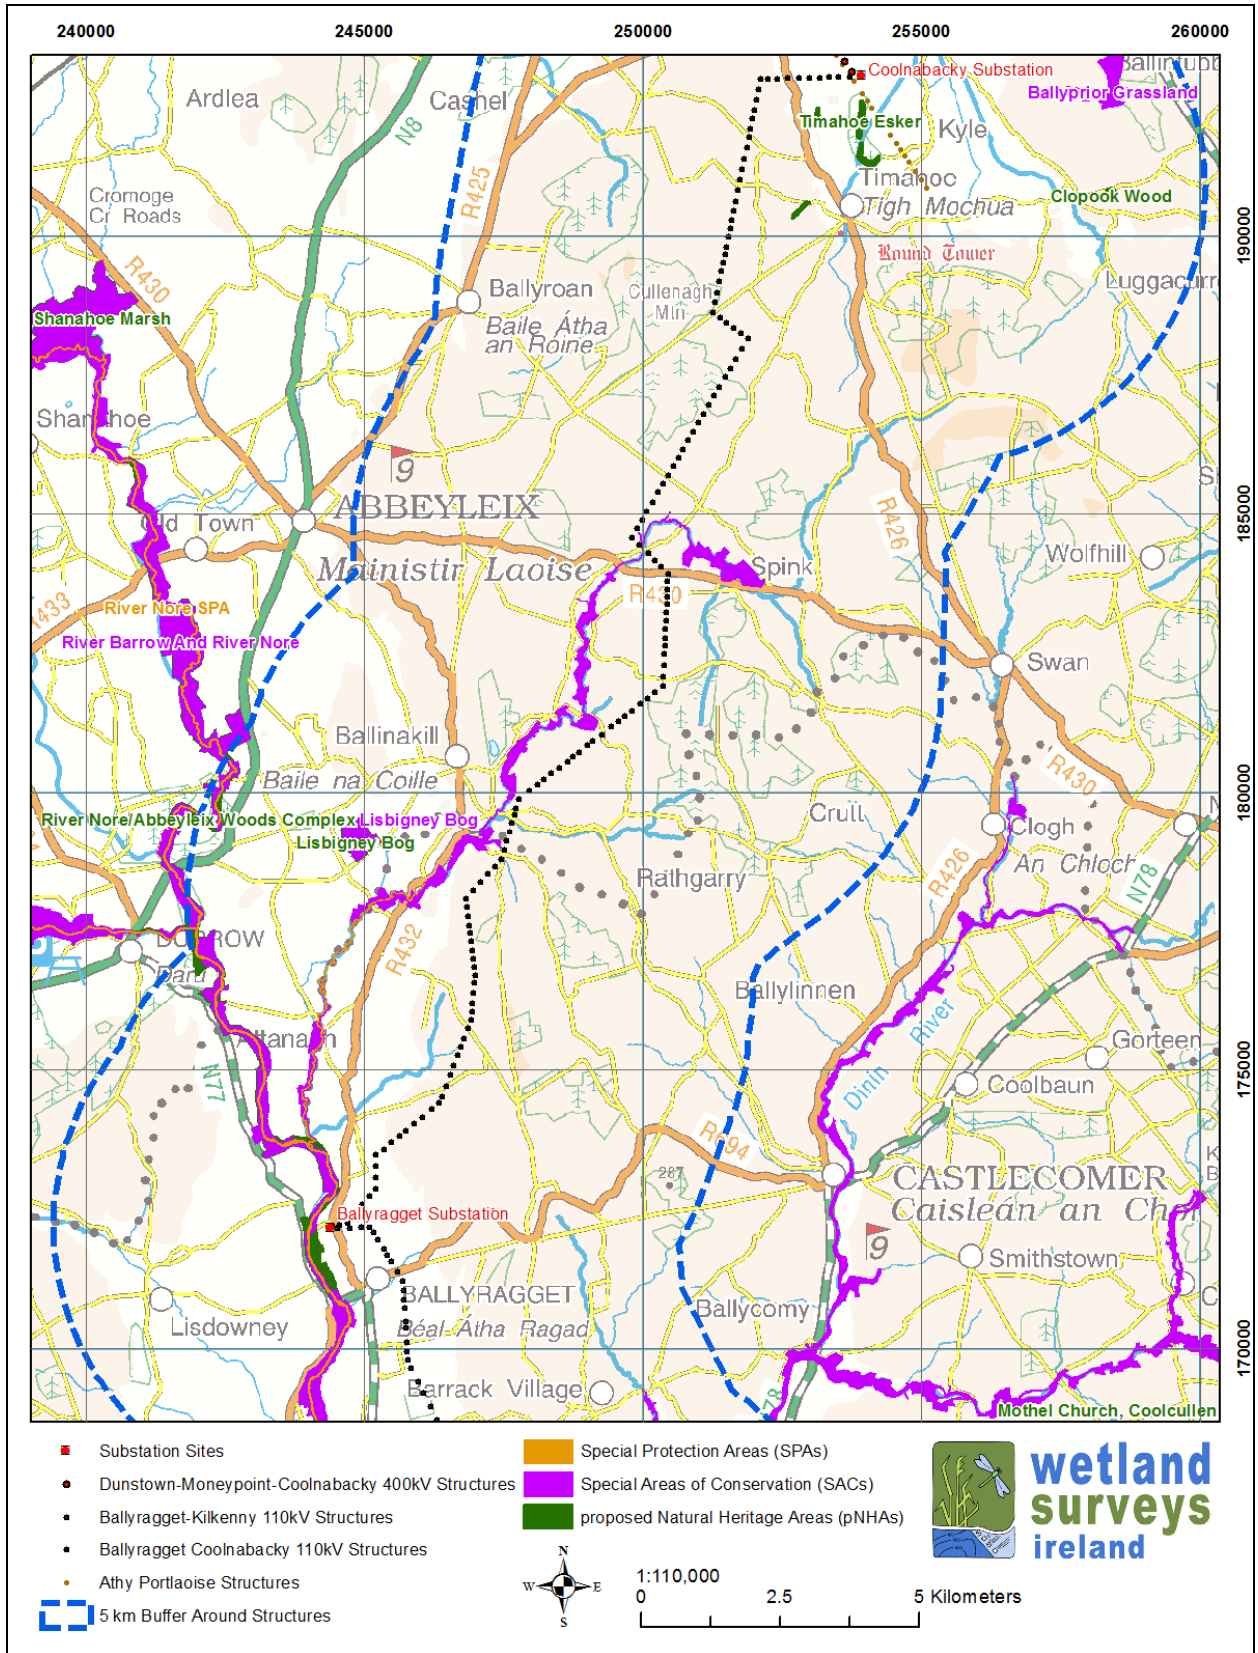 240000
245000
250000
255000
260000
Ardlea
Cashel
N8
R425
Coolnabacky Substation
Ballyprior Grassland
Timahoe Esker
Kyle
Cromoge
Cr Roads
Timahoe
Tigh Mochua
Clopook Wood
190000
Round Tower
R430
Ballyroan
Baile Átha
an Róine
Cullenagh
Mtn
Shanahoe Marsh
Shanahoe
9
ABBEYLEIX
185000
Old Town
R426
Wolfhill
Mainistir Laoise
Spink
R430
River Nore SPA
River Barrow And River Nore
Swan
Ballinakill
Baile na Coille
R430
180000
River Nore/Abbeyleix Woods Complex
Lisbigney Bog
Lisbigney Bog
Crutt
Clogh
An Chloch
N78
Rathgarry
R426
R432
DURROW
Ballylinnen
Attanagh
River
Dinin
Gorteen
175000
N77
Coolbaun
R694
287
CASTLECOMER
Caisleán an Cho
Ballyragget Substation
9
Smithstown
BALLYRAGGET
Béal Átha Ragad
Ballycomy
Lisdowney
170000
Barrack Village
Mothel Church, Coolcullen
Substation Sites
Dunstown-Moneypoint-Coolnabacky 400kV Structures
Ballyragget-Kilkenny 110kV Structures
Ballyragget Coolnabacky 110kV Structures
Athy Portlaoise Structures
5 km Buffer Around Structures
Special Protection Areas (SPAs)
Special Areas of Conservation (SACs)
proposed Natural Heritage Areas (pNHAs)
N
W E
S
1:110,000
0 2.5 5 Kilometers
wetland
surveys
ireland